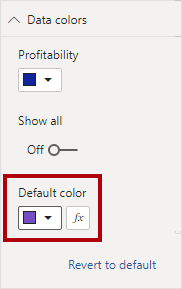 Data colors
Profitability
Show all
Off
Default color
fx
Revert to default